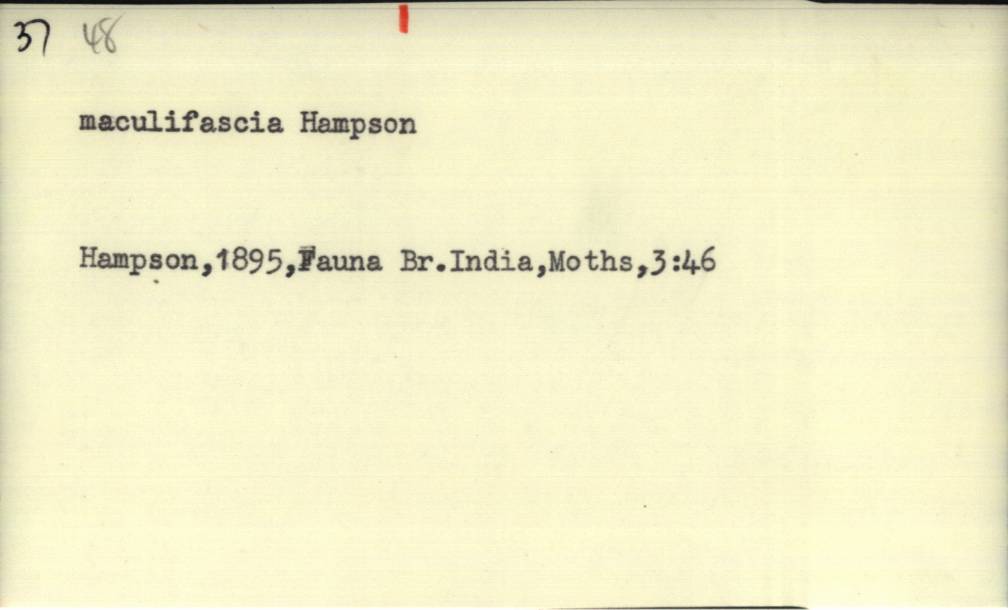 37 48
maculifascia Hampson
Hampson,1895,Fauna Br.India,Moths,3:46